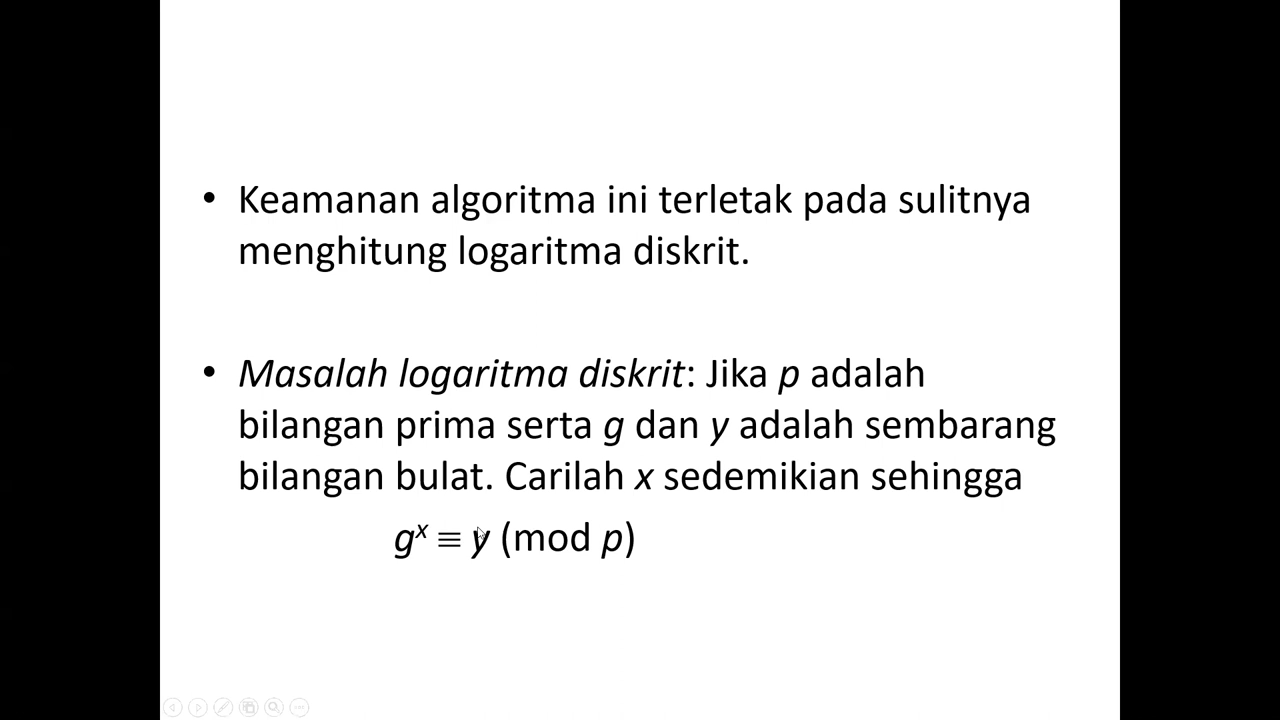 • Keamanan algoritma ini terletak pada sulitnya
menghitung logaritma diskrit.
• Masalah logaritma diskrit: Jika p adalah
bilangan prima serta g dan y adalah sembarang
bilangan bulat. Carilah x sedemikian sehingga
gˣ ≡ y (mod p)